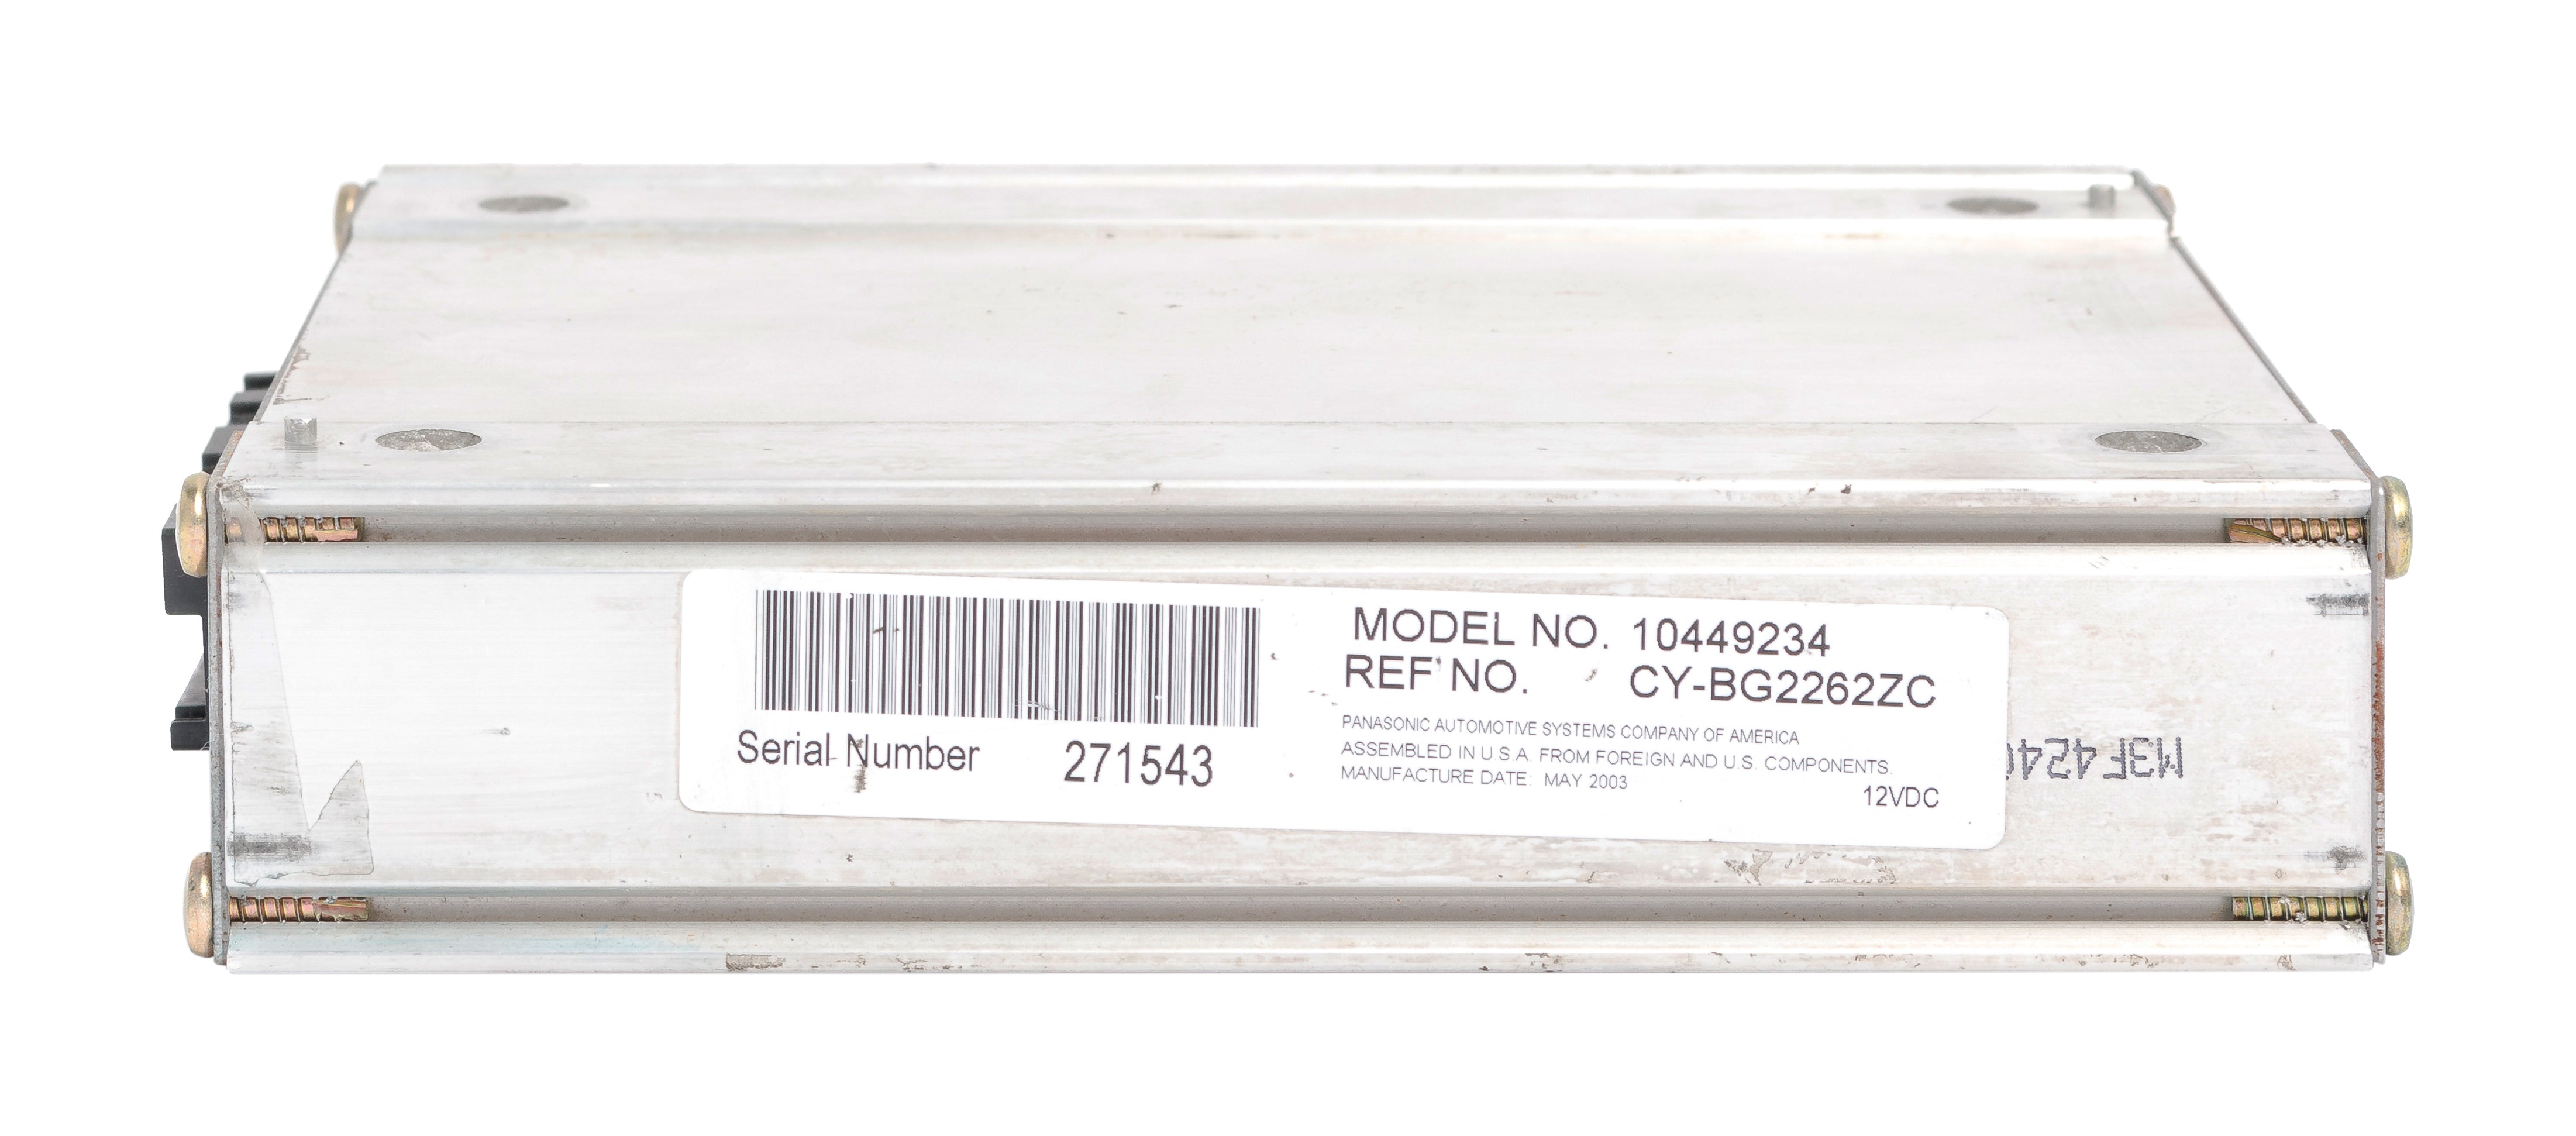 MODEL NO. 10449234
REF NO. CY-BG2262ZC
PANASONIC AUTOMOTIVE SYSTEMS COMPANY OF AMERICA
ASSEMBLED IN U.S.A. FROM FOREIGN AND U.S. COMPONENTS.
MANUFACTURE DATE: MAY 2003
12VDC
Serial Number 271543